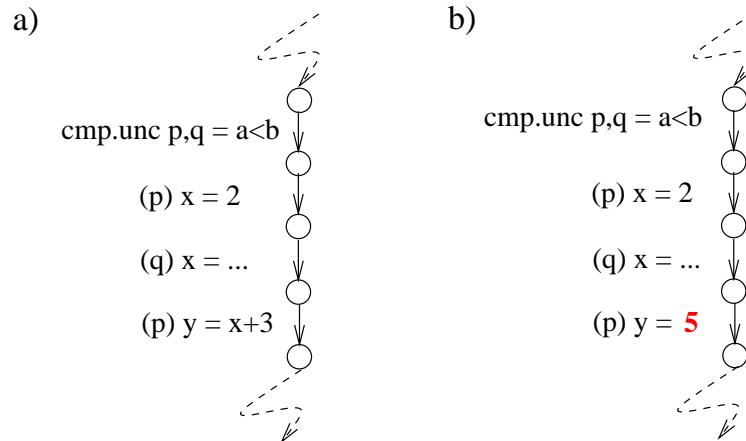 a)
cmp.unc p,q = a<b
(p) x = 2
(q) x = ...
(p) y = x+3
b)
cmp.unc p,q = a<b
(p) x = 2
(q) x = ...
(p) y = 5